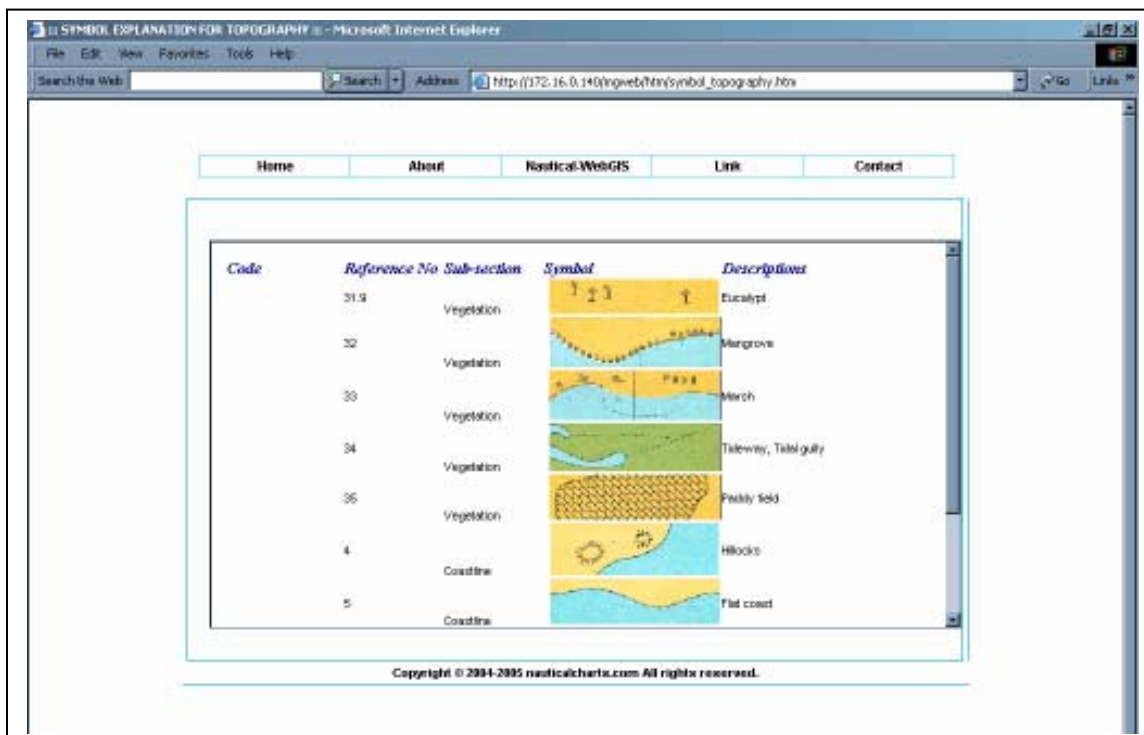 ::: SYMBOL EXPLANATION FOR TOPOGRAPHY ::: - Microsoft Internet Explorer
File Edit View Favorites Tools Help
Search the Web Search Address http://172.16.0.140/mgweb/htm/symbol_topography.htm Go Links »
Home About Nautical-WebGIS Link Contact
Code Reference No Sub-section Symbol Descriptions
31.9 Vegetation Eucalypt
32 Vegetation Mangrove
33 Vegetation Marsh
34 Vegetation Tideway, Tidal gully
35 Vegetation Paddy field
4 Coastline Hillocks
5 Coastline Flat coast
Copyright © 2004-2005 nauticalcharts.com All rights reserved.